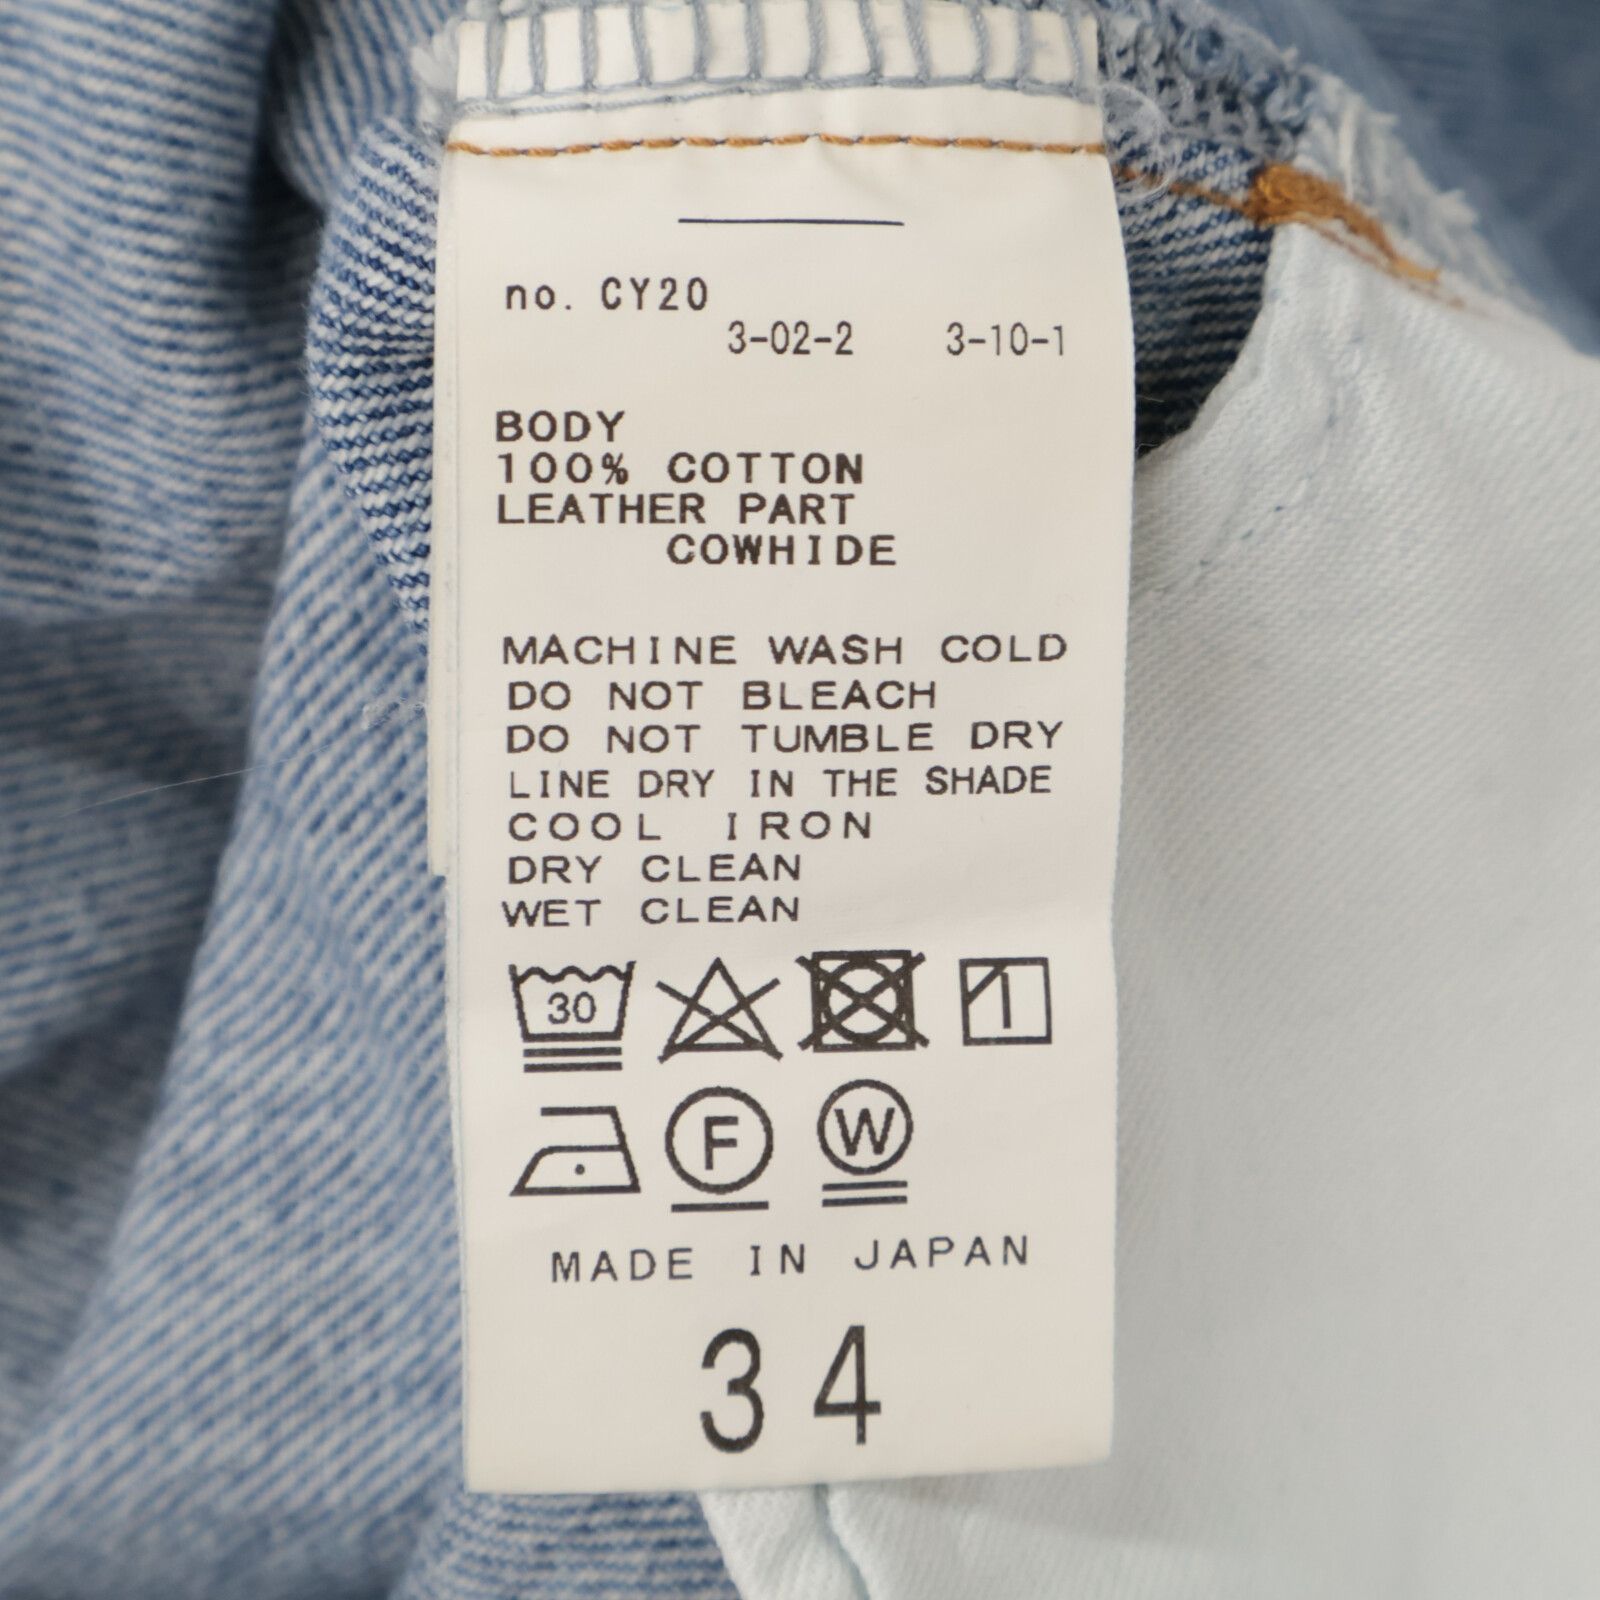 no. CY20
3-02-2 3-10-1
BODY
100% COTTON
LEATHER PART
COWHIDE
MACHINE WASH COLD
DO NOT BLEACH
DO NOT TUMBLE DRY
LINE DRY IN THE SHADE
COOL IRON
DRY CLEAN
WET CLEAN
30
F W
MADE IN JAPAN
34